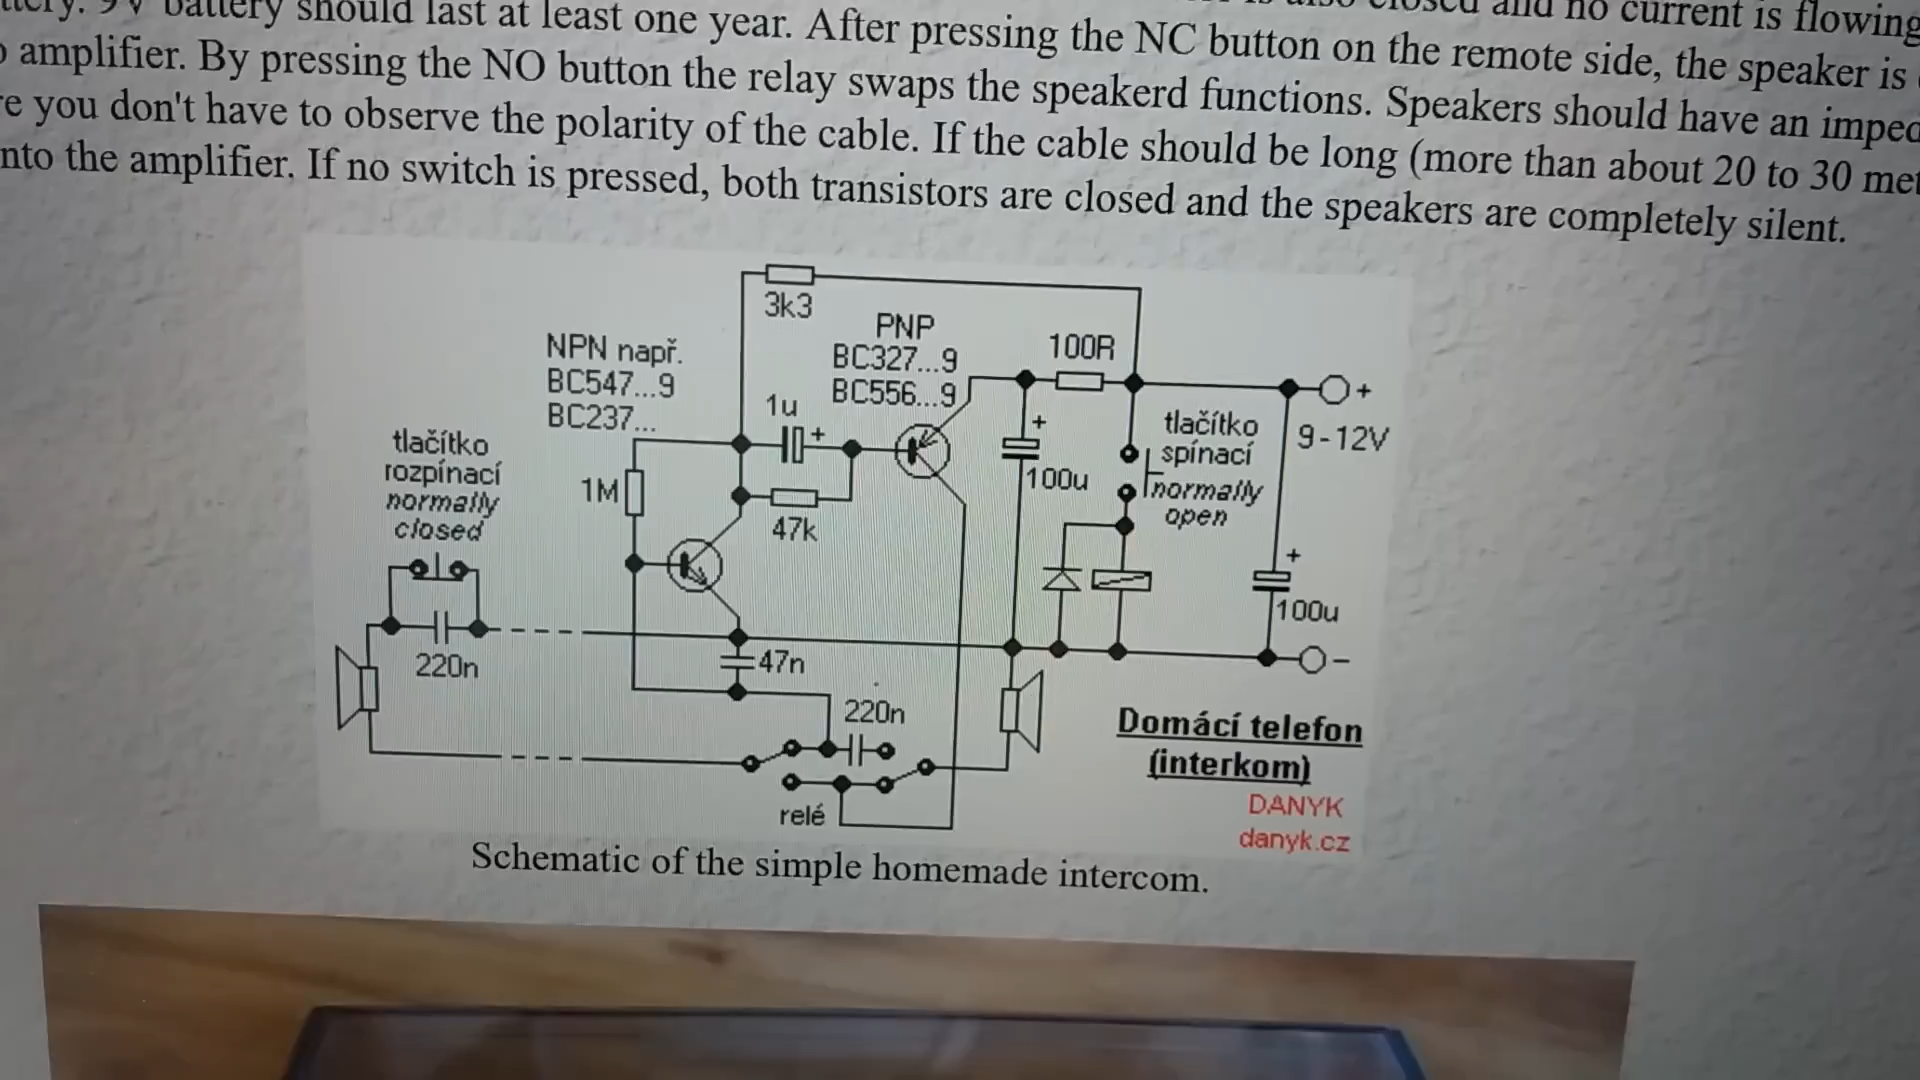 battery should last at least one year. After pressing the NC button on the remote side, the speaker is
amplifier. By pressing the NO button the relay swaps the speakerd functions. Speakers should have an
you don't have to observe the polarity of the cable. If the cable should be long (more than about 20 to 30
the amplifier. If no switch is pressed, both transistors are closed and the speakers are completely silent.
3k3
PNP
BC327...9
BC556...9
100R
NPN např.
BC547...9
BC237...
1u
+
+
+
9-12V
tlačítko
spínací
normally
open
tlačítko
rozpínací
normally
closed
1M
47k
100u
+
100u
220n
47n
-
220n
relé
Domácí telefon
(interkom)
DANYK
danyk.cz
Schematic of the simple homemade intercom.